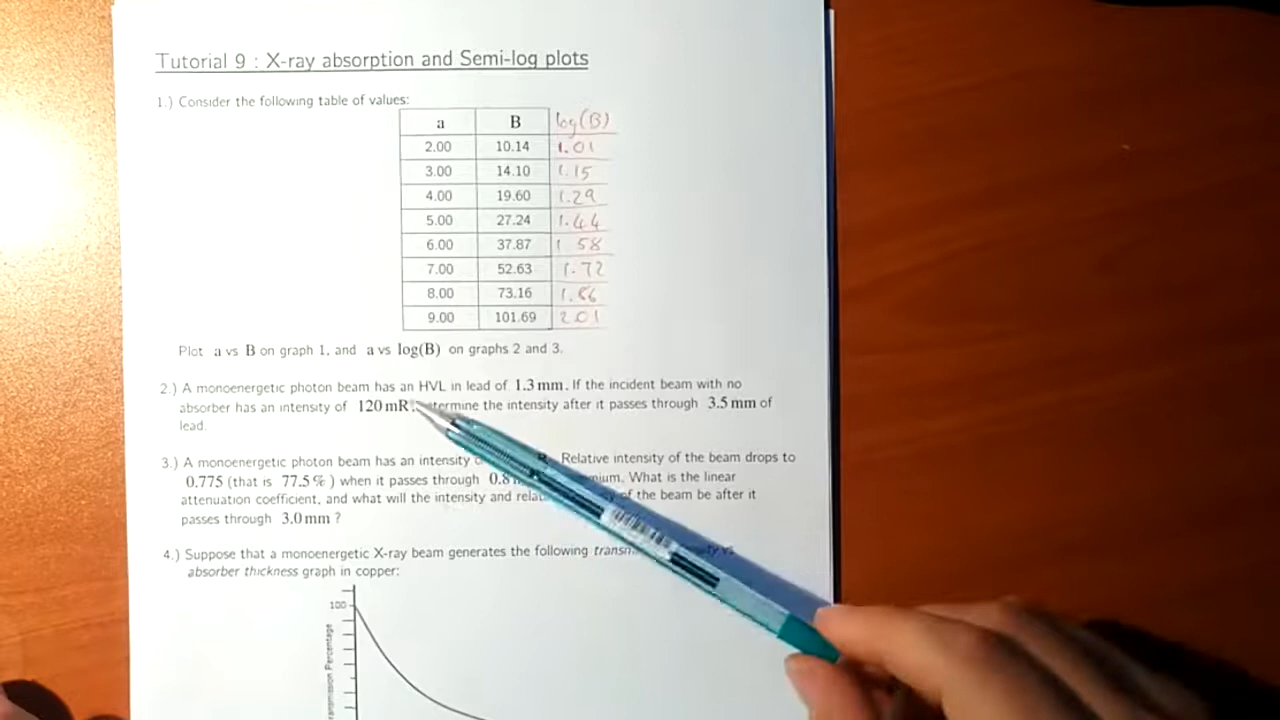 Tutorial 9 : X-ray absorption and Semi-log plots
1.) Consider the following table of values:
a B log(B)
2.00 10.14 1.01
3.00 14.10 1.15
4.00 19.60 1.29
5.00 27.24 1.44
6.00 37.87 1 58
7.00 52.63 1.72
8.00 73.16 1.86
9.00 101.69 2.01
Plot a vs B on graph 1, and a vs log(B) on graphs 2 and 3.
2.) A monoenergetic photon beam has an HVL in lead of 1.3 mm. If the incident beam with no
absorber has an intensity of 120 mR, the intensity after it passes through 3.5 mm of
lead.
3.) A monoenergetic photon beam has an intensity Relative intensity of the beam drops to
0.775 (that is 77.5 % ) when it passes through 0.8 What is the linear
attenuation coefficient, and what will the intensity and of the beam be after it
passes through 3.0 mm ?
4.) Suppose that a monoenergetic X-ray beam generates the following
absorber thickness graph in copper:
100
Percentage